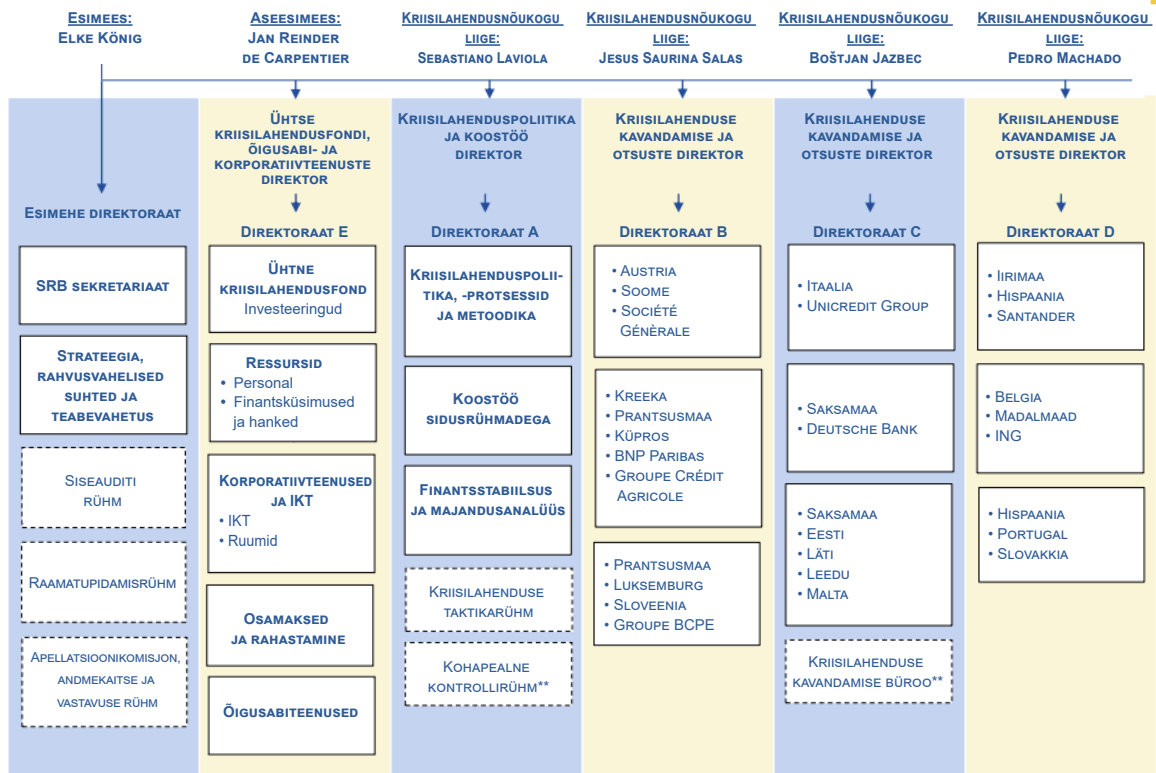 Esimees:
Elke König
Aseesimees:
Jan Reinder
de Carpentier
Kriisilahendusnõukogu
liige:
Sebastiano Laviola
Kriisilahendusnõukogu
liige:
Jesus Saurina Salas
Kriisilahendusnõukogu
liige:
Boštjan Jazbec
Kriisilahendusnõukogu
liige:
Pedro Machado
Esimehe direktoraat
SRB sekretariaat
Strateegia,
rahvusvahelised
suhted ja
teabevahetus
Siseauditi
rühm
Raamatupidamisrühm
Apellatsioonikomisjon,
andmekaitse ja
vastavuse rühm
Ühtse
kriisilahendusfondi,
õigusabi- ja
korporatiivteenuste
direktor
Direktoraat E
Ühtne
kriisilahendusfond
Investeeringud
Ressursid
• Personal
• Finantsküsimused
ja hanked
Korporatiivteenused
ja IKT
• IKT
• Ruumid
Osamaksed
ja rahastamine
Õigusabiteenused
Kriisilahenduspoliitika
ja koostöö
direktor
Direktoraat A
Kriisilahenduspolii-
tika, -protsessid
ja metoodika
Koostöö
sidusrühmadega
Finantsstabiilsus
ja majandusanalüüs
Kriisilahenduse
taktikarühm
Kohapealne
kontrollirühm**
Kriisilahenduse
kavandamise ja
otsuste direktor
Direktoraat B
• Austria
• Soome
• Société
Génèrale
• Kreeka
• Prantsusmaa
• Küpros
• BNP Paribas
• Groupe Crédit
Agricole
• Prantsusmaa
• Luksemburg
• Sloveenia
• Groupe BCPE
Kriisilahenduse
kavandamise ja
otsuste direktor
Direktoraat C
• Itaalia
• Unicredit Group
• Saksamaa
• Deutsche Bank
• Saksamaa
• Eesti
• Läti
• Leedu
• Malta
Kriisilahenduse
kavandamise büroo**
Kriisilahenduse
kavandamise ja
otsuste direktor
Direktoraat D
• Iirimaa
• Hispaania
• Santander
• Belgia
• Madalmaad
• ING
• Hispaania
• Portugal
• Slovakkia